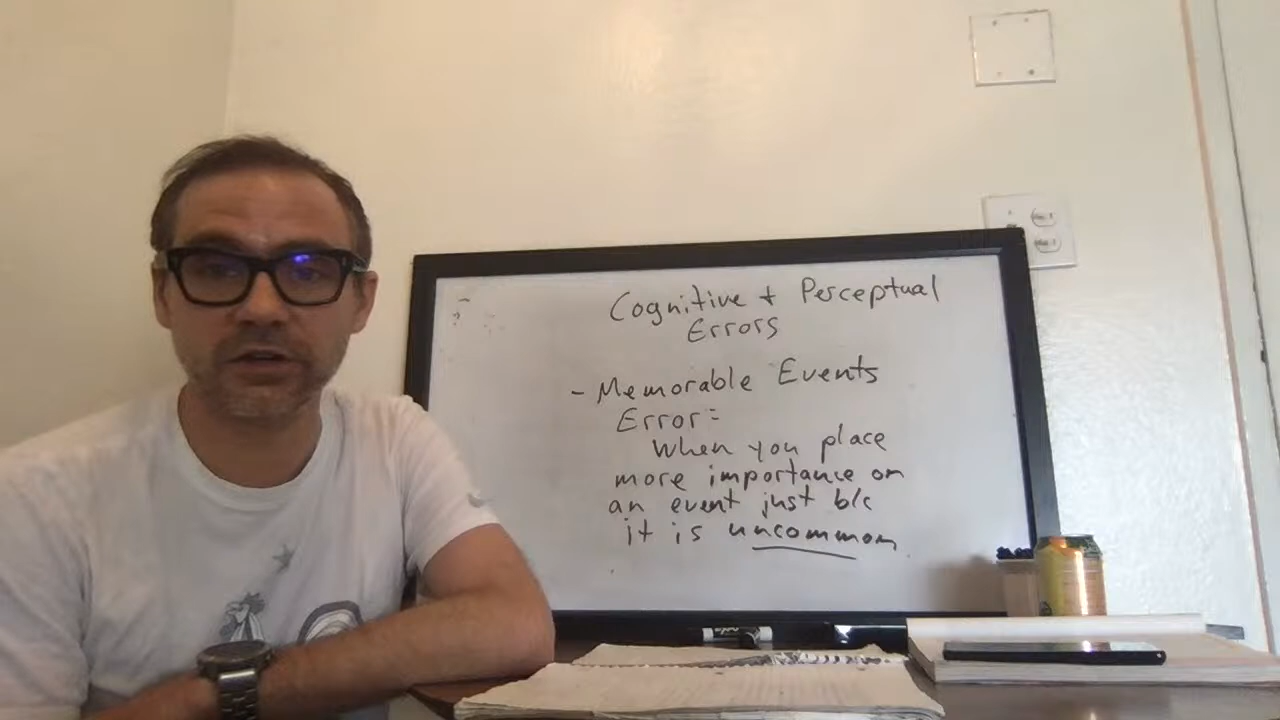 Cognitive + Perceptual
Errors
- Memorable Events
Error:
When you place
more importance on
an event just b/c
it is uncommon